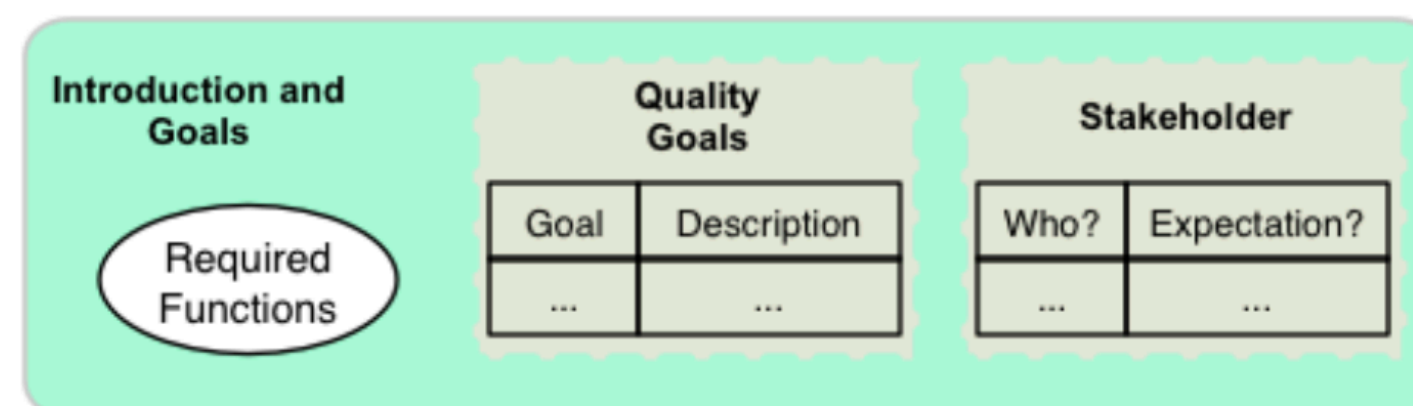 Introduction and
Goals
Required
Functions
Quality
Goals
Goal Description
... ...
Stakeholder
Who? Expectation?
... ...